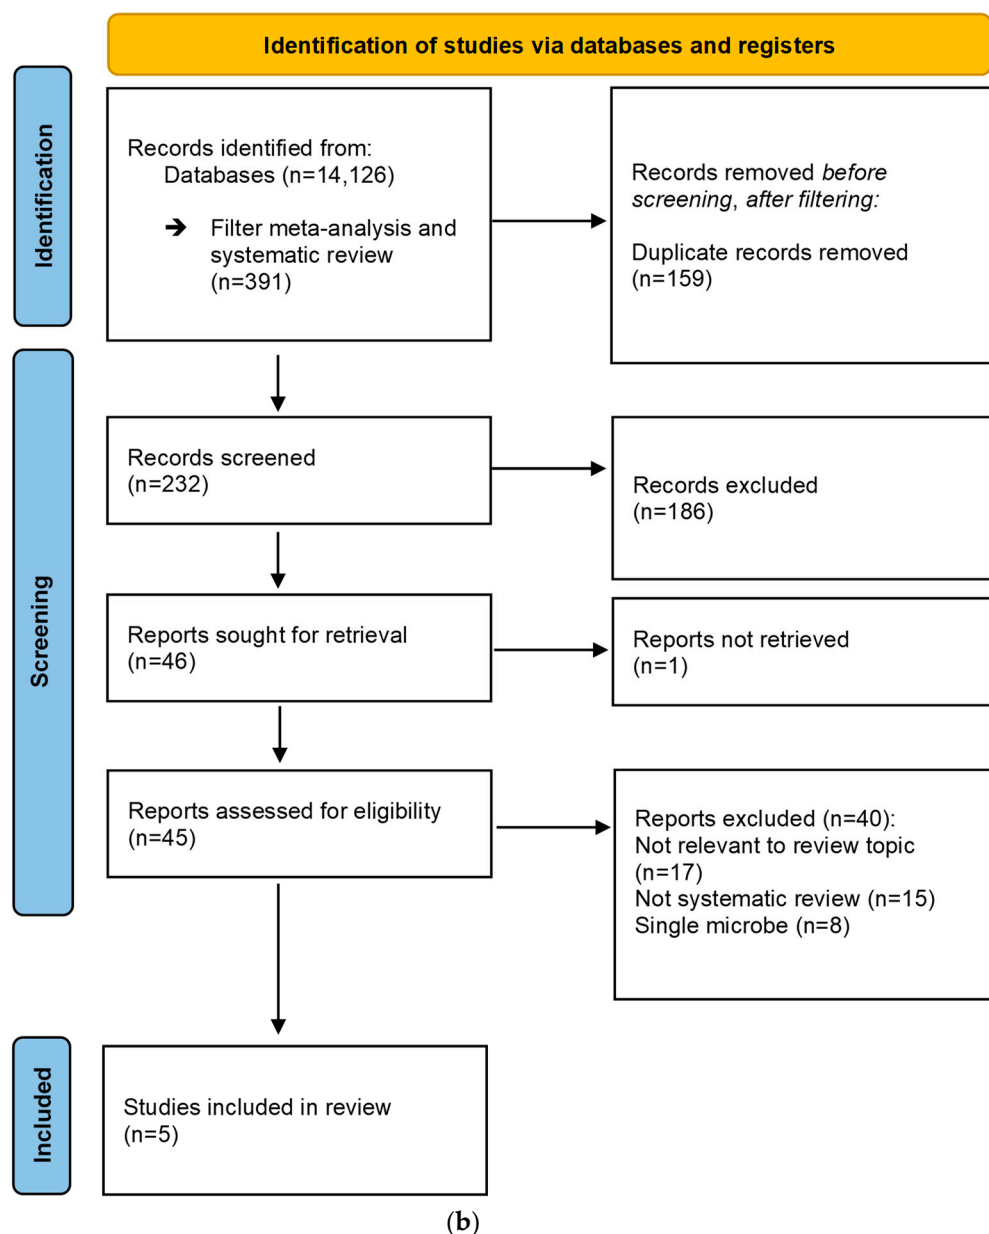 Identification of studies via databases and registers
Identification
Records identified from:
Databases (n=14,126)
➔ Filter meta-analysis and
systematic review
(n=391)
Records removed before
screening, after filtering:
Duplicate records removed
(n=159)
Screening
Records screened
(n=232)
Records excluded
(n=186)
Reports sought for retrieval
(n=46)
Reports not retrieved
(n=1)
Reports assessed for eligibility
(n=45)
Reports excluded (n=40):
Not relevant to review topic
(n=17)
Not systematic review (n=15)
Single microbe (n=8)
Included
Studies included in review
(n=5)
(b)